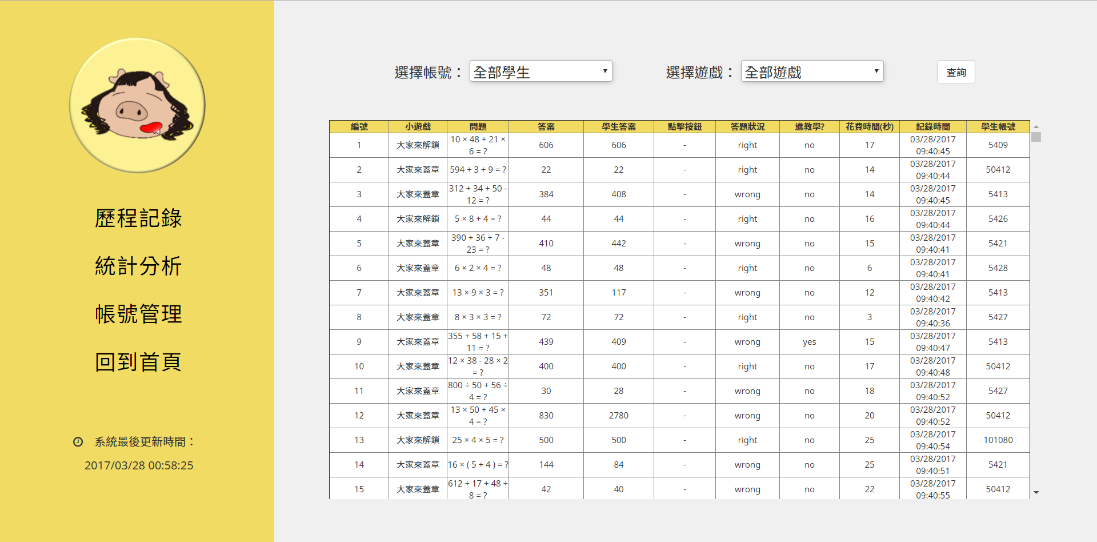 歷程記錄
統計分析
帳號管理
回到首頁
系統最後更新時間：
2017/03/28 00:58:25
選擇帳號： 全部學生 選擇遊戲： 全部遊戲 查詢
編號 小遊戲 問題 答案 學生答案 點擊按鈕 答題狀況 進教學? 花費時間(秒) 記錄時間 學生帳號
1 大家來解鎖 10 × 48 + 21 × 6 = ? 606 606 - right no 17 03/28/2017 09:40:45 5409
2 大家來蓋章 594 ÷ 3 ÷ 9 = ? 22 22 - right no 14 03/28/2017 09:40:44 50412
3 大家來蓋章 312 + 34 + 50 - 12 = ? 384 408 - wrong no 14 03/28/2017 09:40:45 5413
4 大家來解鎖 5 × 8 + 4 = ? 44 44 - right no 16 03/28/2017 09:40:44 5426
5 大家來蓋章 390 + 36 + 7 - 23 = ? 410 442 - wrong no 15 03/28/2017 09:40:41 5421
6 大家來蓋章 6 × 2 × 4 = ? 48 48 - right no 6 03/28/2017 09:40:41 5428
7 大家來蓋章 13 × 9 × 3 = ? 351 117 - wrong no 12 03/28/2017 09:40:42 5413
8 大家來蓋章 8 × 3 × 3 = ? 72 72 - right no 3 03/28/2017 09:40:36 5427
9 大家來蓋章 355 + 58 + 15 + 11 = ? 439 409 - wrong yes 15 03/28/2017 09:40:47 5413
10 大家來蓋章 12 × 38 - 28 × 2 = ? 400 400 - right no 17 03/28/2017 09:40:48 50412
11 大家來蓋章 800 ÷ 50 + 56 ÷ 4 = ? 30 28 - wrong no 18 03/28/2017 09:40:52 5427
12 大家來蓋章 13 × 50 + 45 × 4 = ? 830 2780 - wrong no 20 03/28/2017 09:40:52 50412
13 大家來解鎖 25 × 4 × 5 = ? 500 500 - right no 25 03/28/2017 09:40:54 101080
14 大家來蓋章 16 × ( 5 + 4 ) = ? 144 84 - wrong no 25 03/28/2017 09:40:51 5421
15 大家來蓋章 612 ÷ 17 + 48 ÷ 8 = ? 42 40 - wrong no 22 03/28/2017 09:40:55 50412